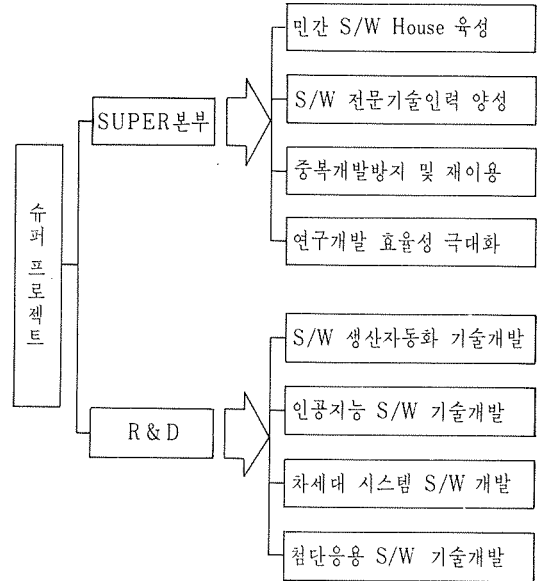 슈퍼 프로젝트
SUPER본부
민간 S/W House 육성
S/W 전문기술인력 양성
중복개발방지 및 재이용
연구개발 효율성 극대화
R&D
S/W 생산자동화 기술개발
인공지능 S/W 기술개발
차세대 시스템 S/W 개발
첨단응용 S/W 기술개발